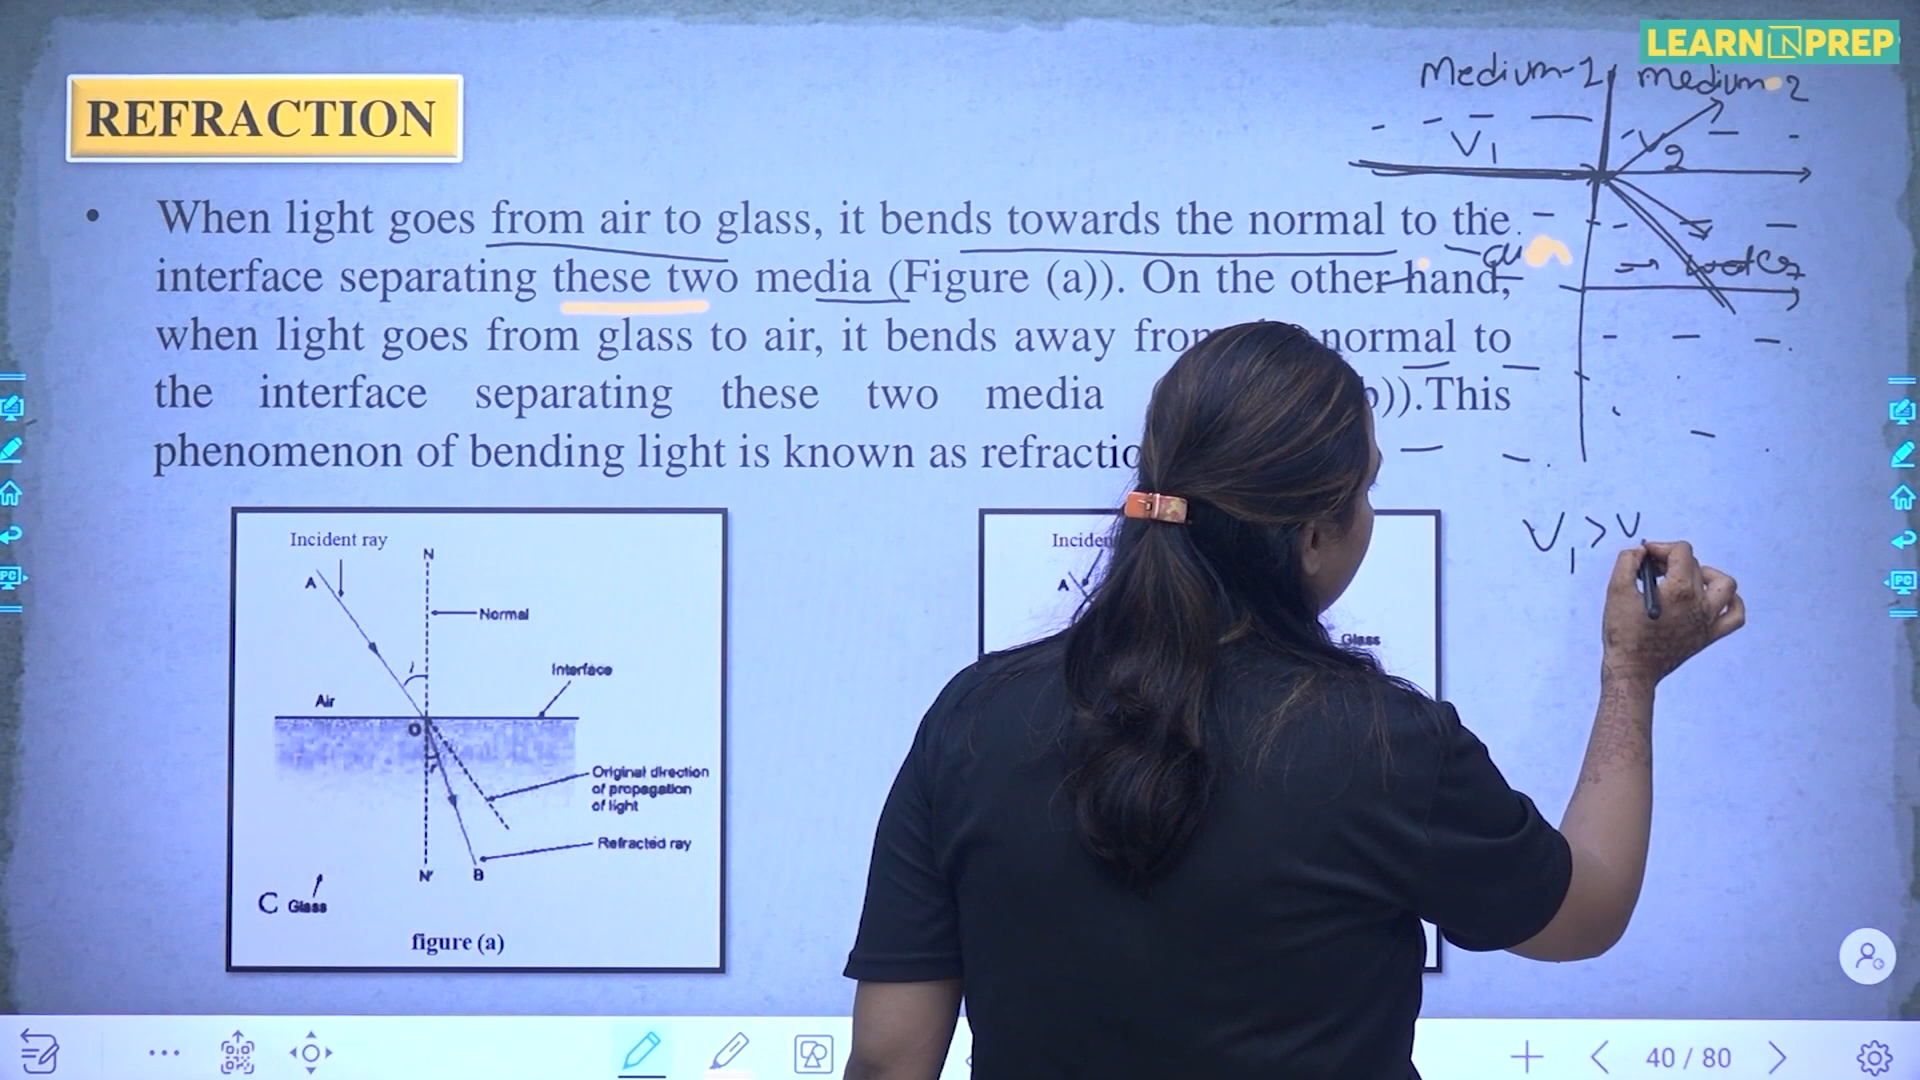 LEARN N PREP
Medium-1 medium-2
REFRACTION
V1 V2
• When light goes from air to glass, it bends towards the normal to the
interface separating these two media (Figure (a)). On the other hand,
water
when light goes from glass to air, it bends away from normal to
the interface separating these two media b)).This
phenomenon of bending light is known as refractio
V1 > V
Incident ray
N
A
Normal
i
Interface
Air
O
r
Original direction
of propagation
of light
Refracted ray
N' B
C Glass
figure (a)
Inciden
A
Glass
PC
PC
40 / 80